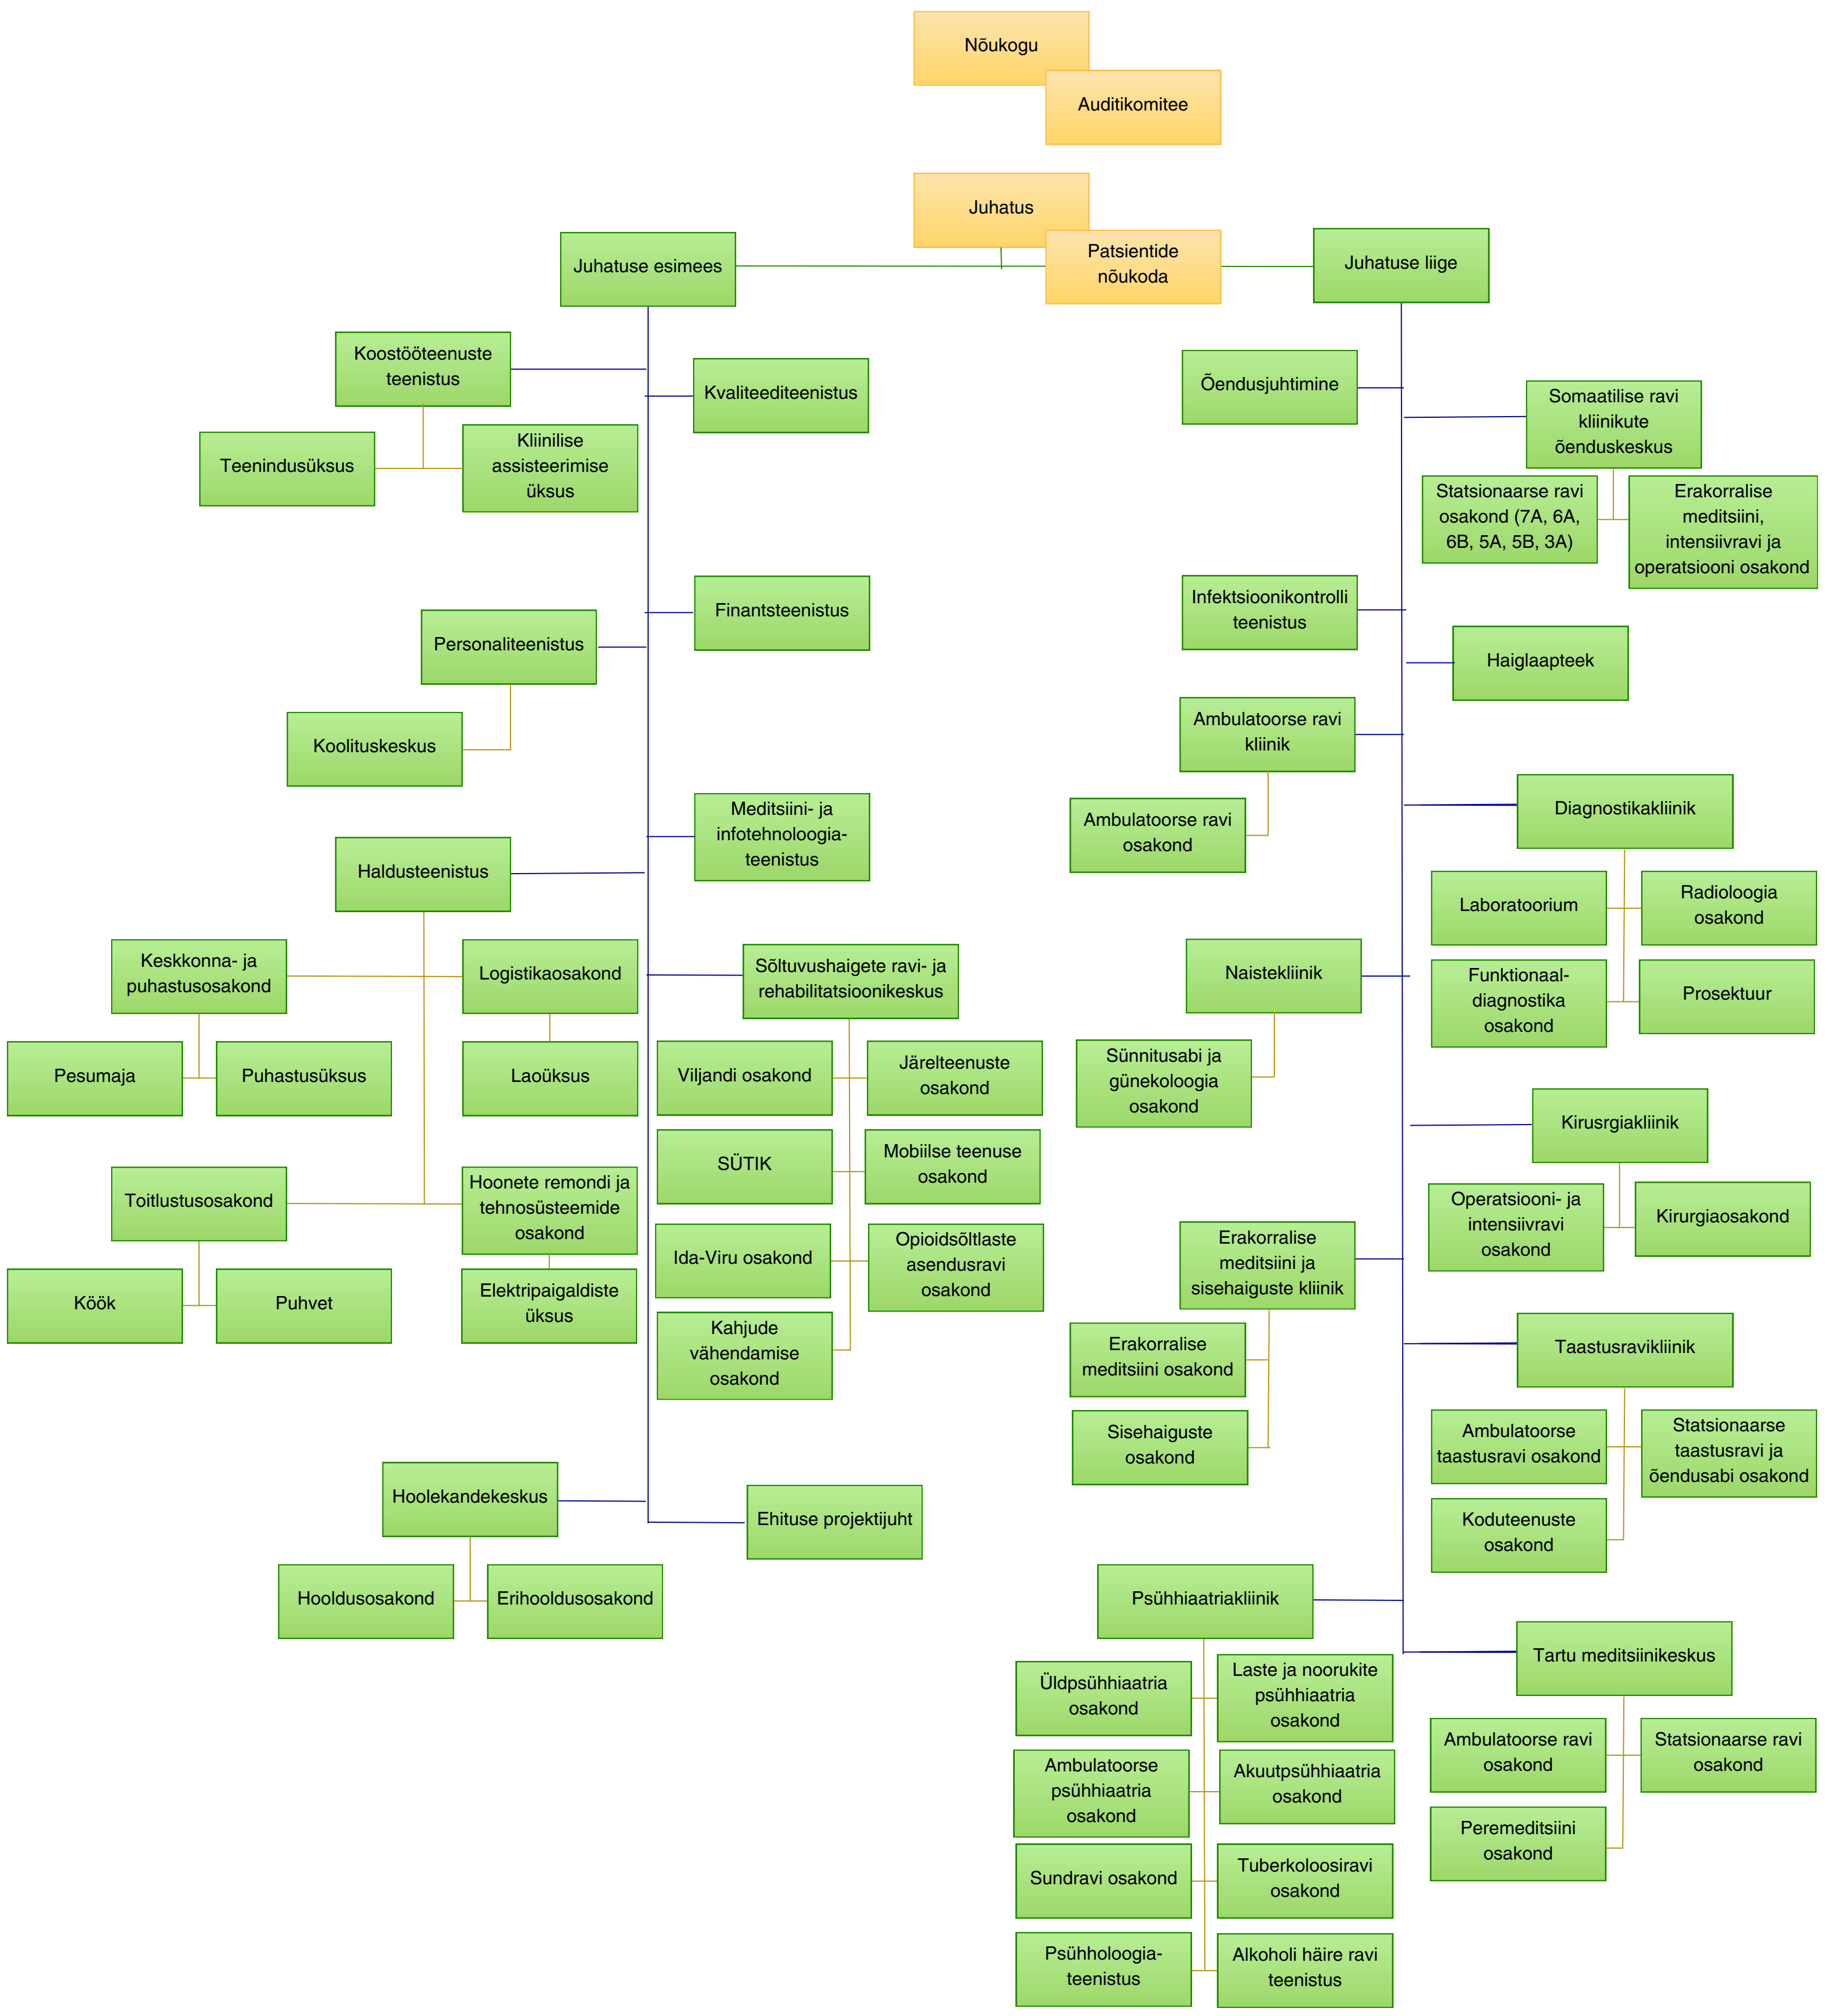 Nõukogu
Auditikomitee
Juhatus
Patsientide
nõukoda
Juhatuse esimees
Juhatuse liige
Koostööteenuste
teenistus
Teenindusüksus
Kliinilise
assisteerimise
üksus
Kvaliteediteenistus
Finantsteenistus
Personaliteenistus
Koolituskeskus
Meditsiini- ja
infotehnoloogia-
teenistus
Haldusteenistus
Keskkonna- ja
puhastusosakond
Logistikaosakond
Pesumaja
Puhastusüksus
Laoüksus
Toitlustusosakond
Hoonete remondi ja
tehnosüsteemide
osakond
Köök
Puhvet
Elektripaigaldiste
üksus
Sõltuvushaigete ravi- ja
rehabilitatsioonikeskus
Viljandi osakond
Järelteenuste
osakond
SÜTIK
Mobiilse teenuse
osakond
Ida-Viru osakond
Opioidsõltlaste
asendusravi
osakond
Kahjude
vähendamise
osakond
Hoolekandekeskus
Hooldusosakond
Erihooldusosakond
Ehituse projektijuht
Õendusjuhtimine
Somaatilise ravi
kliinikute
õenduskeskus
Statsionaarse ravi
osakond (7A, 6A,
6B, 5A, 5B, 3A)
Erakorralise
meditsiini,
intensiivravi ja
operatsiooni osakond
Infektsioonikontrolli
teenistus
Haiglaapteek
Ambulatoorse ravi
kliinik
Ambulatoorse ravi
osakond
Diagnostikakliinik
Laboratoorium
Radioloogia
osakond
Funktionaal-
diagnostika
osakond
Prosektuur
Naistekliinik
Sünnitusabi ja
günekoloogia
osakond
Kirusrgiakliinik
Operatsiooni- ja
intensiivravi
osakond
Kirurgiaosakond
Erakorralise
meditsiini ja
sisehaiguste kliinik
Erakorralise
meditsiini osakond
Sisehaiguste
osakond
Taastusravikliinik
Ambulatoorse
taastusravi osakond
Statsionaarse
taastusravi ja
õendusabi osakond
Koduteenuste
osakond
Psühhiaatriakliinik
Üldpsühhiaatria
osakond
Laste ja noorukite
psühhiaatria
osakond
Ambulatoorse
psühhiaatria
osakond
Akuutpsühhiaatria
osakond
Sundravi osakond
Tuberkoloosiravi
osakond
Psühholoogia-
teenistus
Alkoholi häire ravi
teenistus
Tartu meditsiinikeskus
Ambulatoorse ravi
osakond
Statsionaarse ravi
osakond
Peremeditsiini
osakond